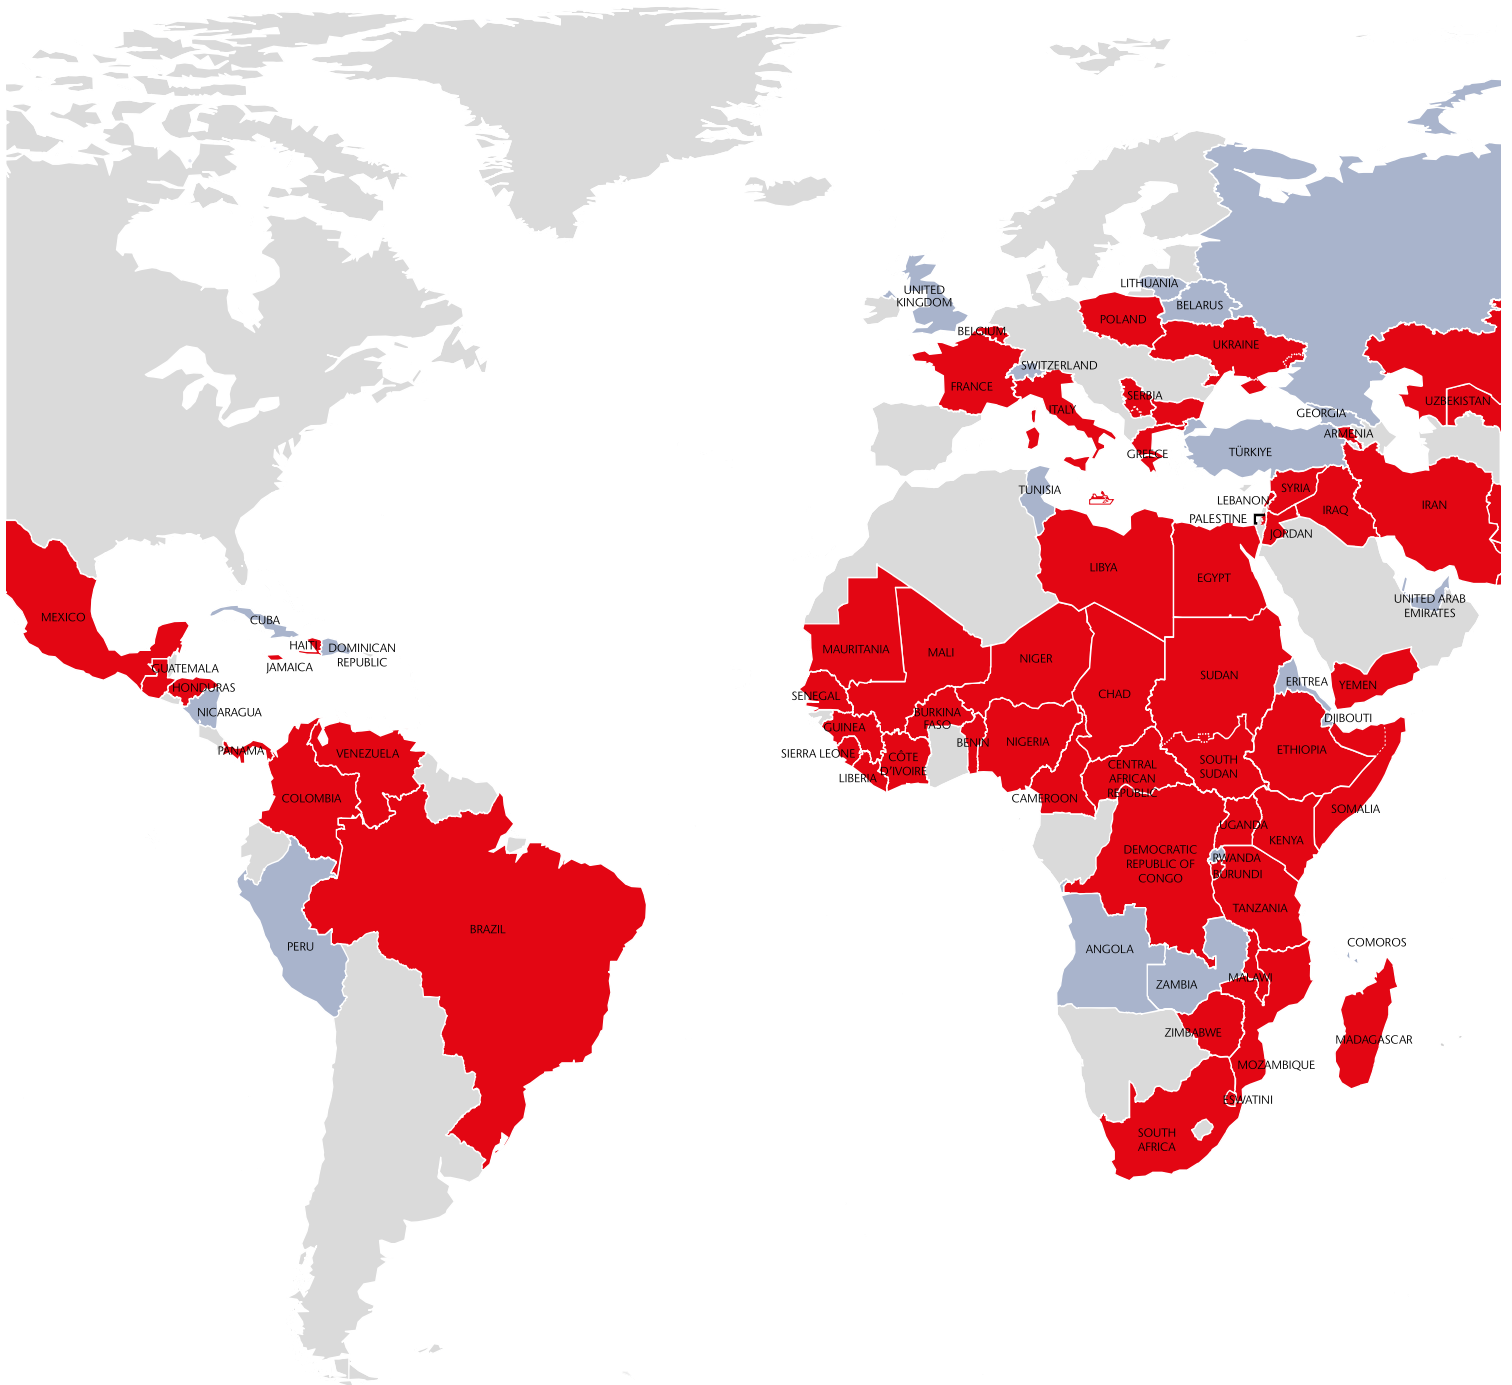 LITHUANIA
UNITED
KINGDOM
BELARUS
POLAND
BELGIUM
UKRAINE
SWITZERLAND
FRANCE
SERBIA
ITALY
UZBEKISTAN
GEORGIA
ARMENIA
GREECE
TÜRKIYE
TUNISIA
SYRIA
LEBANON
IRAQ
IRAN
PALESTINE
JORDAN
LIBYA
EGYPT
UNITED ARAB
EMIRATES
MEXICO
CUBA
HAITI
DOMINICAN
REPUBLIC
JAMAICA
GUATEMALA
HONDURAS
NICARAGUA
PANAMA
VENEZUELA
COLOMBIA
MAURITANIA
MALI
NIGER
CHAD
SUDAN
ERITREA
YEMEN
SENEGAL
BURKINA
FASO
DJIBOUTI
GUINEA
BENIN
NIGERIA
ETHIOPIA
SIERRA LEONE
CÔTE
D'IVOIRE
LIBERIA
CENTRAL
AFRICAN
REPUBLIC
SOUTH
SUDAN
CAMEROON
SOMALIA
UGANDA
KENYA
DEMOCRATIC
REPUBLIC OF
CONGO
RWANDA
BURUNDI
TANZANIA
BRAZIL
PERU
ANGOLA
COMOROS
ZAMBIA
MALAWI
ZIMBABWE
MADAGASCAR
MOZAMBIQUE
ESWATINI
SOUTH
AFRICA